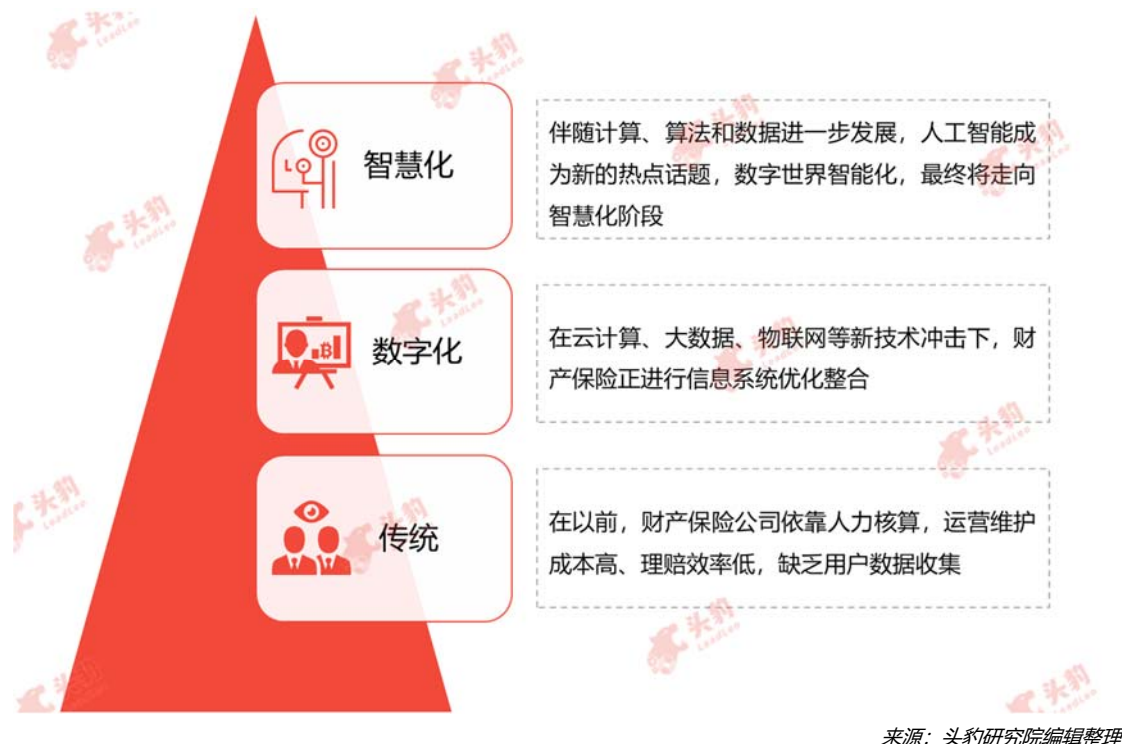 智慧化
伴随计算、算法和数据进一步发展，人工智能成
为新的热点话题，数字世界智能化，最终将走向
智慧化阶段
数字化
在云计算、大数据、物联网等新技术冲击下，财
产保险正进行信息系统优化整合
传统
在以前，财产保险公司依靠人力核算，运营维护
成本高、理赔效率低，缺乏用户数据收集
来源：头豹研究院编辑整理
头豹
LeadLeo